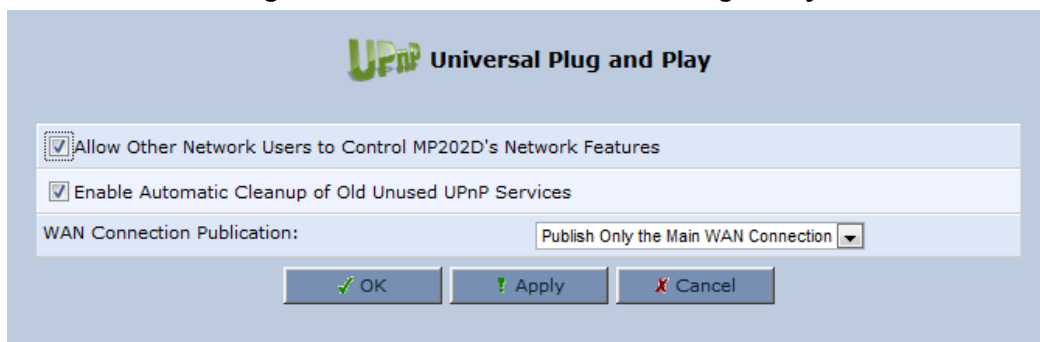 UPnP Universal Plug and Play
Allow Other Network Users to Control MP202D's Network Features
Enable Automatic Cleanup of Old Unused UPnP Services
WAN Connection Publication: Publish Only the Main WAN Connection
OK Apply Cancel